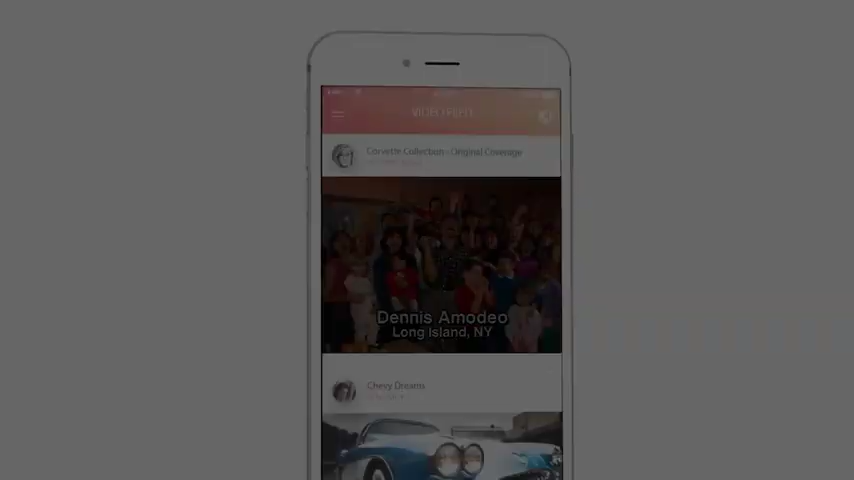 VIDEO FEED
Corvette Collection - Original Coverage
Dennis Amodeo
Long Island, NY
Chevy Dreams